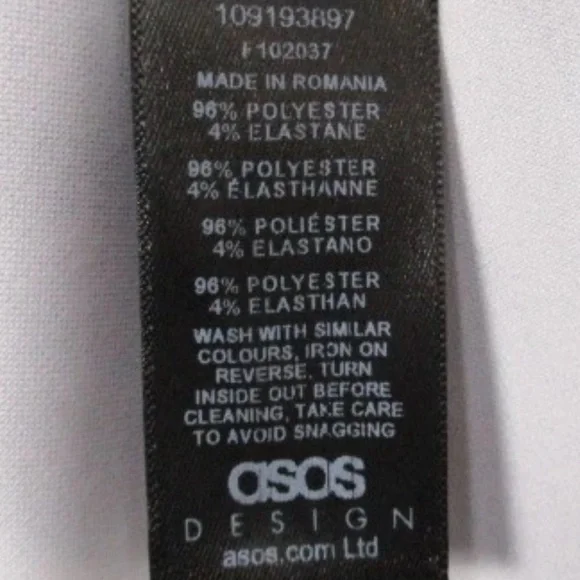 109193897
F102037
MADE IN ROMANIA
96% POLYESTER
4% ELASTANE
96% POLYESTER
4% ÉLASTHANNE
96% POLIÉSTER
4% ELASTANO
96% POLYESTER
4% ELASTHAN
WASH WITH SIMILAR
COLOURS, IRON ON
REVERSE. TURN
INSIDE OUT BEFORE
CLEANING, TAKE CARE
TO AVOID SNAGGING
asos
DESIGN
asos.com Ltd